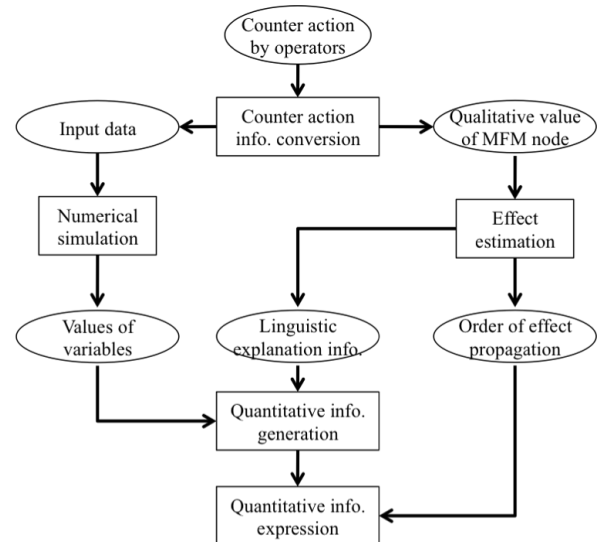 Counter action
by operators
Input data
Counter action
info. conversion
Qualitative value
of MFM node
Numerical
simulation
Effect
estimation
Values of
variables
Linguistic
explanation info.
Order of effect
propagation
Quantitative info.
generation
Quantitative info.
expression